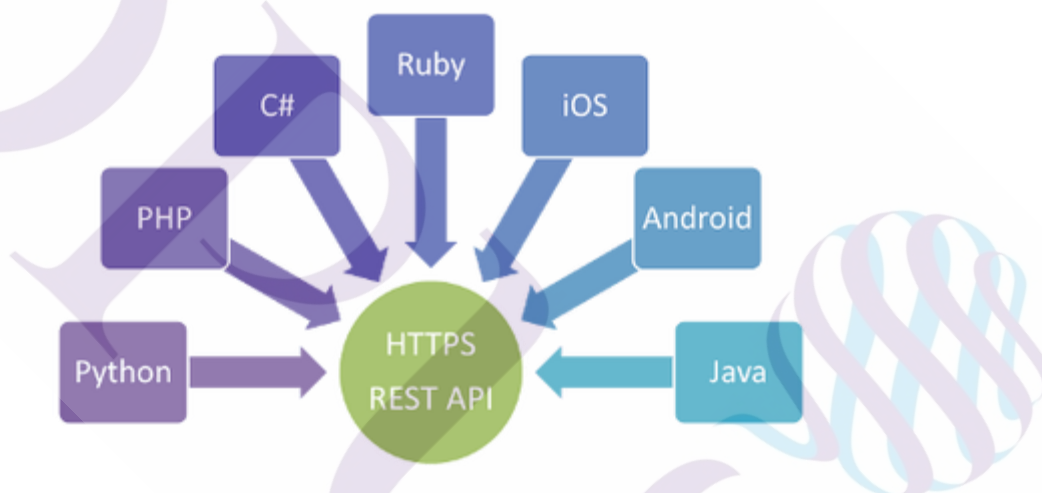 Ruby
C#
iOS
PHP
Android
HTTPS
REST API
Python
Java